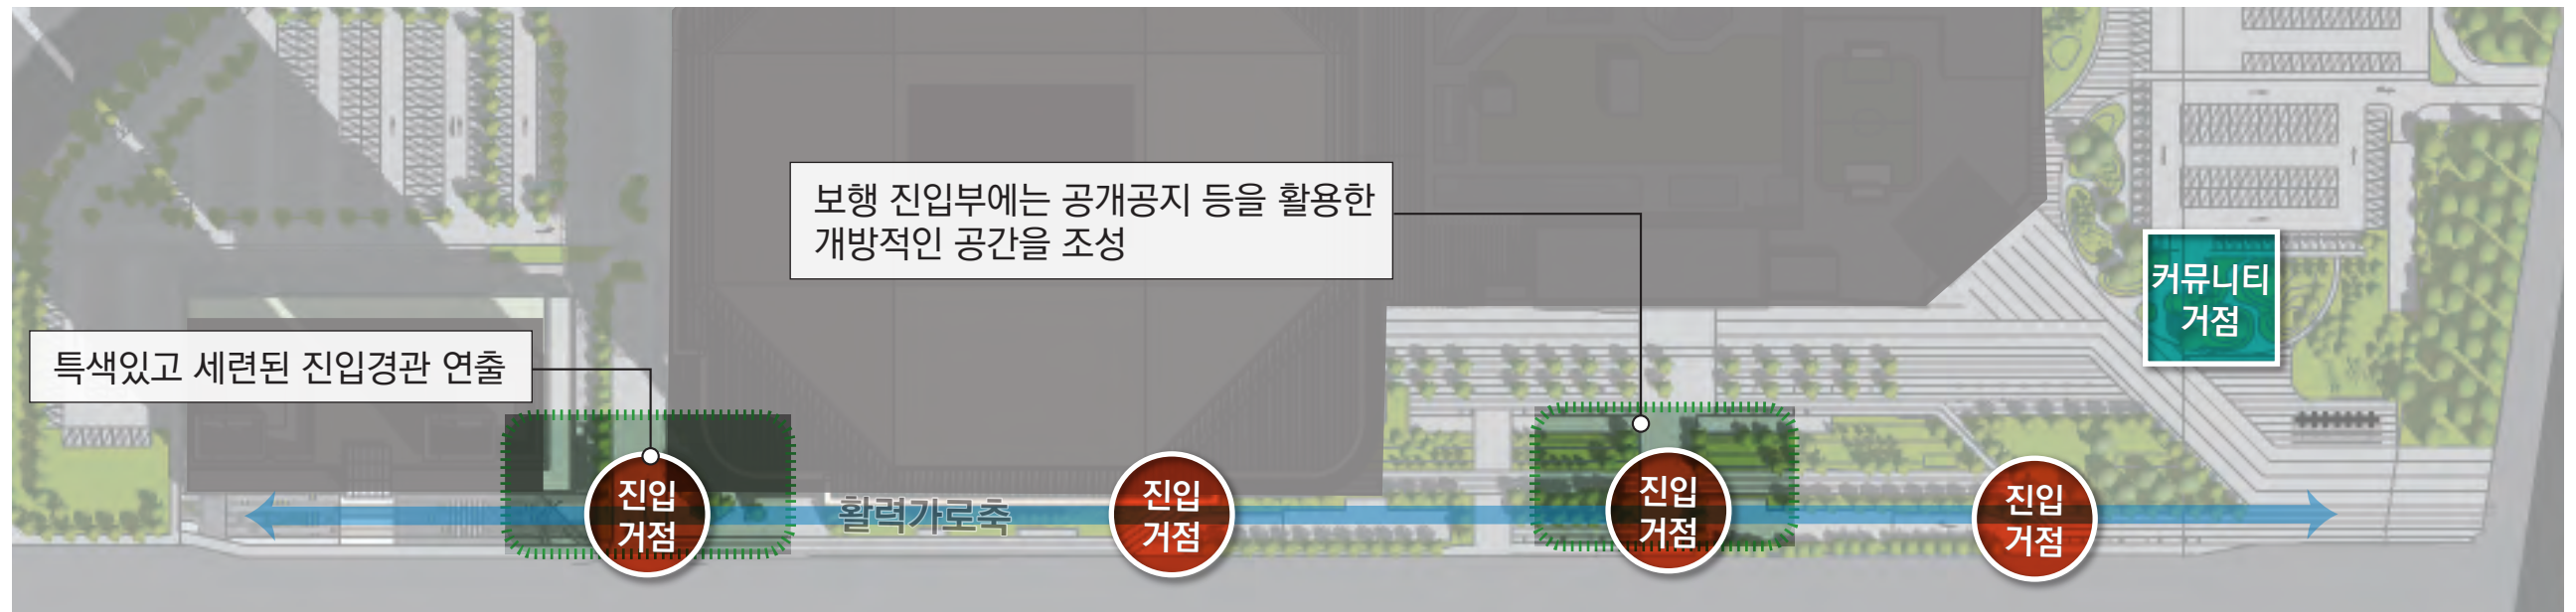 보행 진입부에는 공개공지 등을 활용한
개방적인 공간을 조성
커뮤니티
거점
특색있고 세련된 진입경관 연출
진입
거점
활력가로축
진입
거점
진입
거점
진입
거점